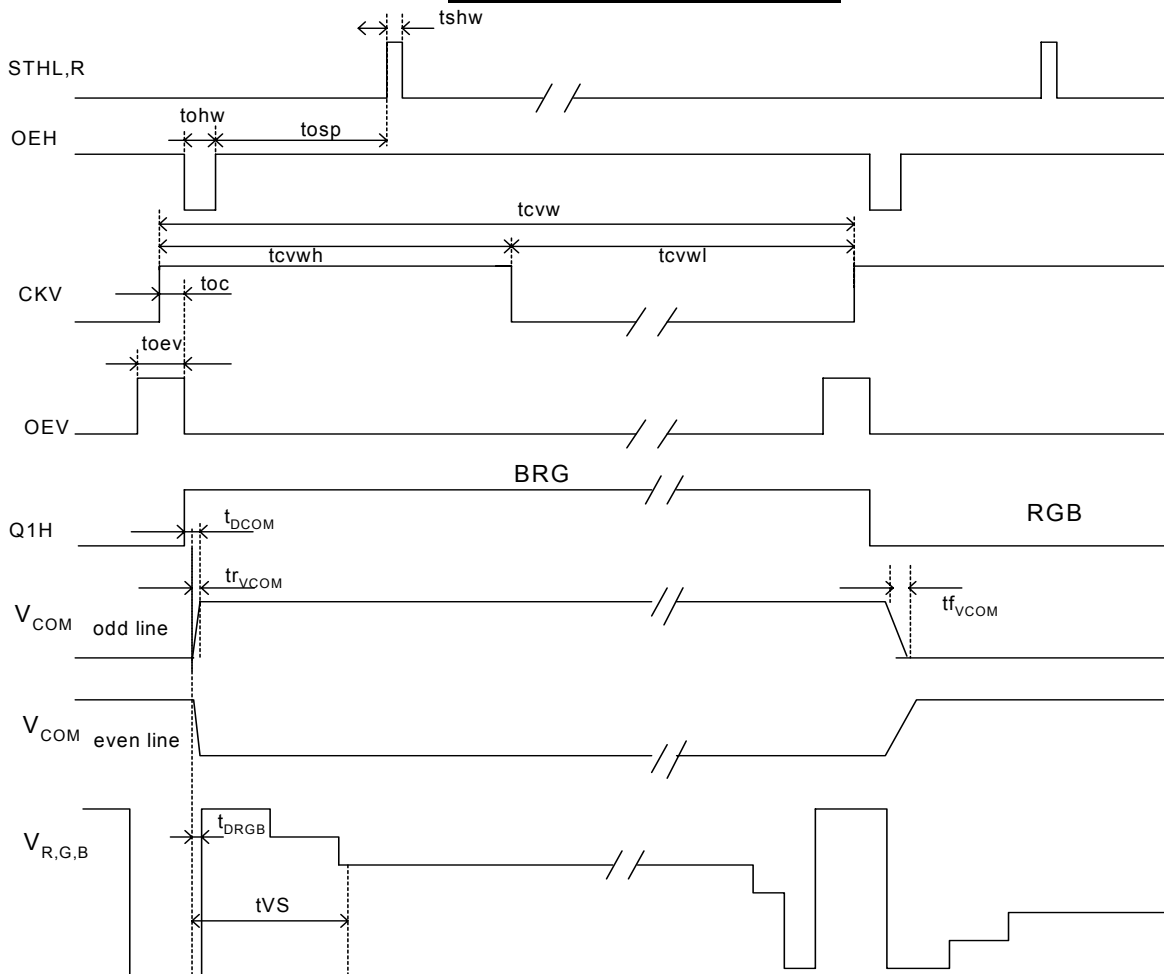 tshw
STHL,R
tohw
tosp
OEH
tcvw
tcvwh
tcvwl
toc
CKV
toev
OEV
BRG
Q1H
tDCOM
RGB
trVCOM
tfVCOM
VCOM odd line
VCOM even line
tDRGB
VR,G,B
tVS